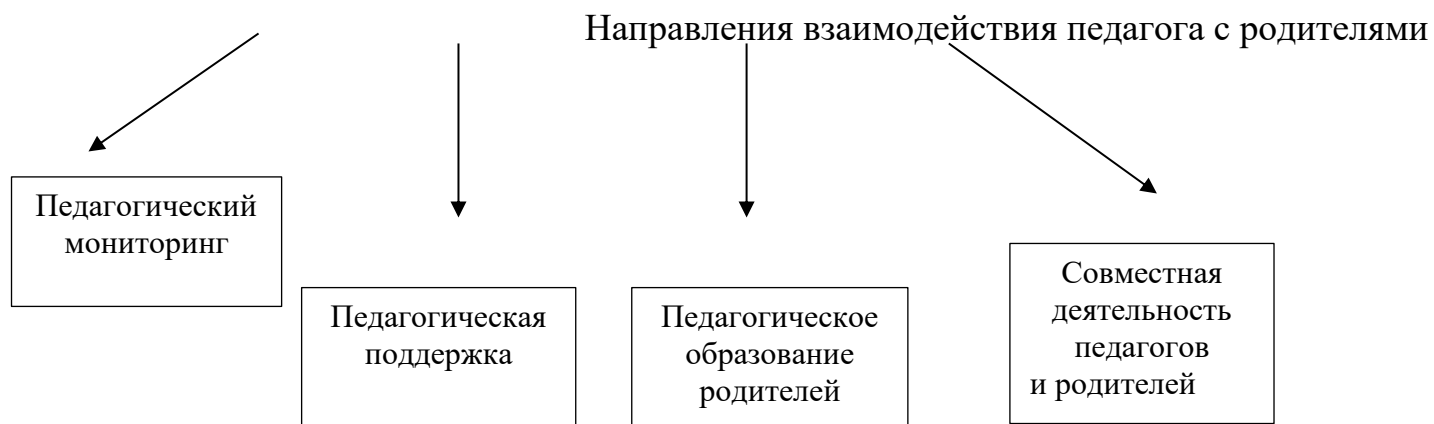 Направления взаимодействия педагога с родителями
Педагогический
мониторинг
Педагогическая
поддержка
Педагогическое
образование
родителей
Совместная
деятельность
педагогов
и родителей